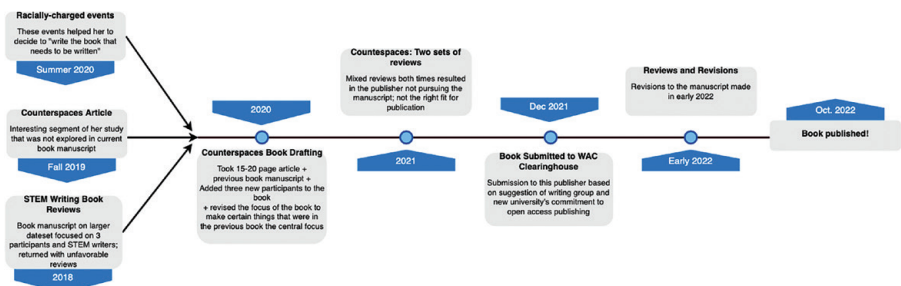 Racially-charged events
These events helped her to
decide to "write the book that
needs to be written"
Summer 2020
Counterspaces Article
Interesting segment of her study
that was not explored in current
book manuscript
Fall 2019
STEM Writing Book
Reviews
Book manuscript on larger
dateset focused on 3
participants and STEM writers;
returned with unfavorable
reviews
2018
2020
Counterspaces Book Drafting
Took 15-20 page article +
previous book manuscript +
Added three new participants to the
book
+ revised the focus of the book to
make certain things that were in
the previous book the central focus
Countespaces: Two sets of
reviews
Mixed reviews both times resulted
in the publisher not pursuing the
manuscript; not the right fit for
publication
2021
Dec 2021
Book Submitted to WAC
Clearinghouse
Submission to this publisher based
on suggestion of writing group and
new university's commitment to
open access publishing
Reviews and Revisions
Revisions to the manuscript made
in early 2022
Early 2022
Oct. 2022
Book published!